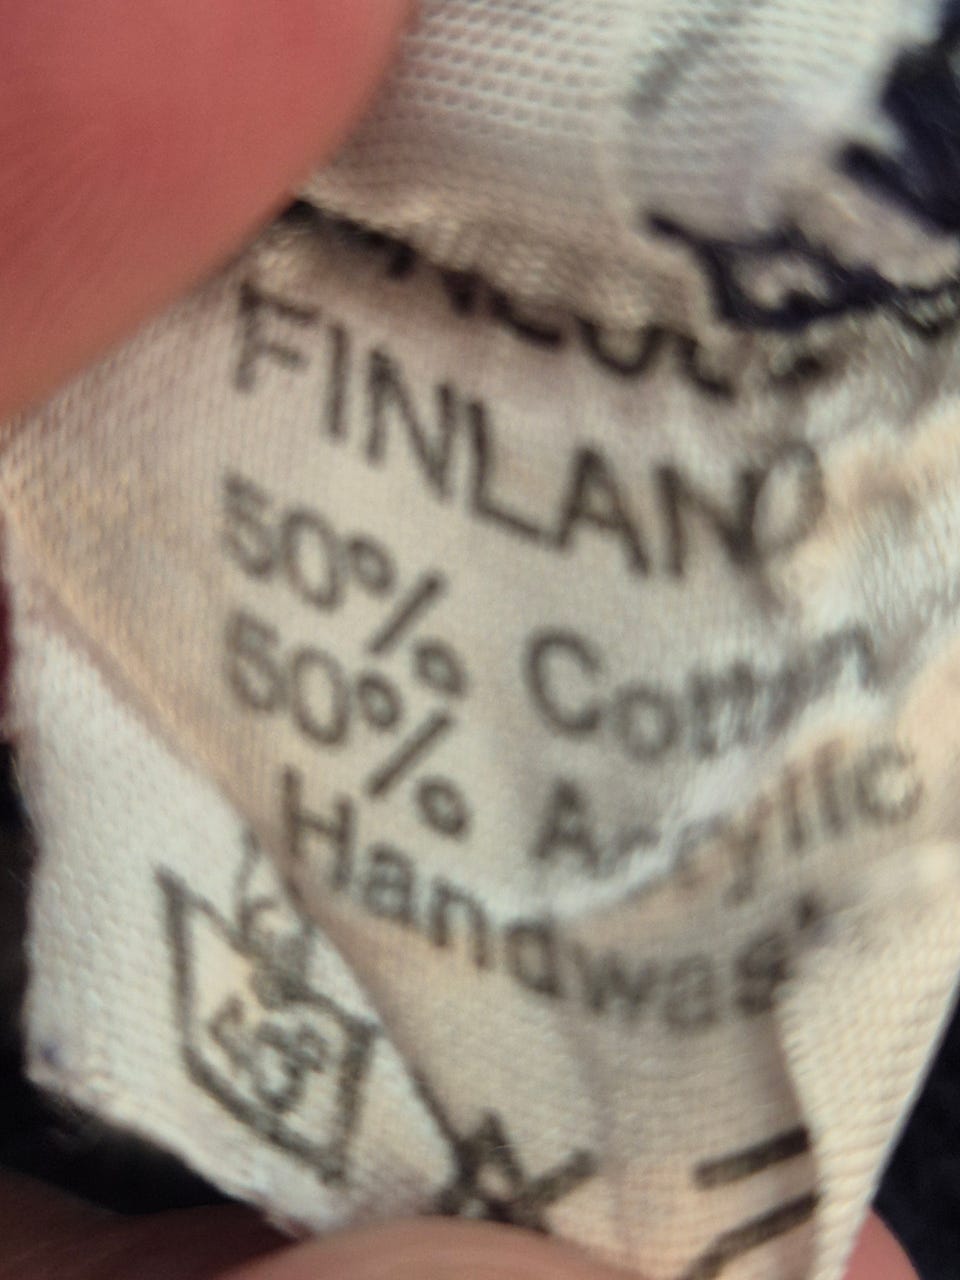 FINLAND
50% Cotton
50% Acrylic
Handwash